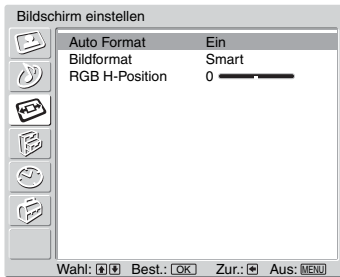 Bildschirm einstellen
Auto Format Ein
Bildformat Smart
RGB H-Position 0
Wahl: Best.: OK Zur.: Aus: MENU